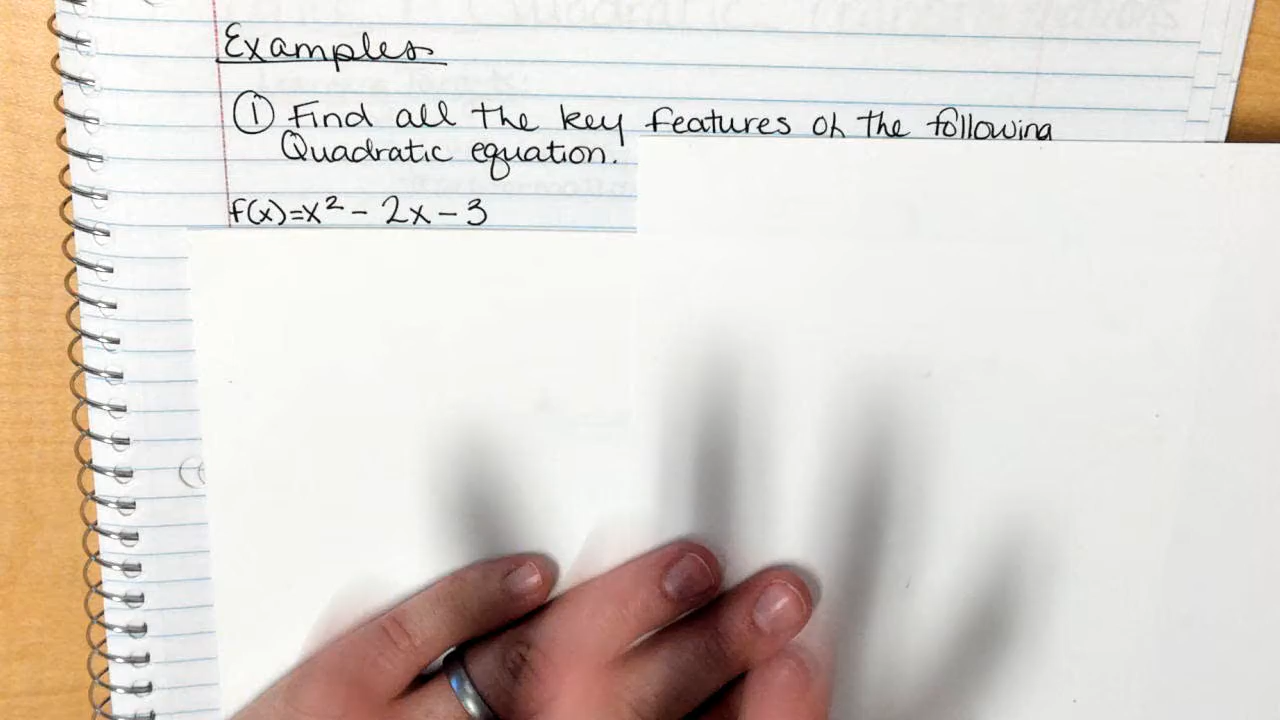 Examples
① Find all the key features of the following
Quadratic equation.
f(x)=x² - 2x - 3